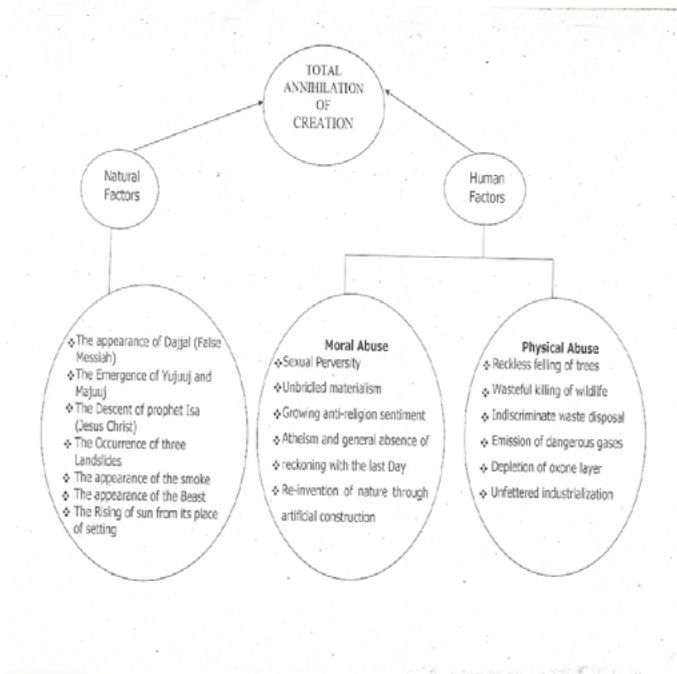 TOTAL
ANNIHILATION
OF
CREATION
Natural
Factors
Human
Factors
❖The appearance of Dajjal (False
Messiah)
❖The Emergence of Yujuuj and
Majuuj
❖The Descent of prophet Isa
(Jesus Christ)
❖The Occurrence of three
Landslides
❖The appearance of the smoke
❖The appearance of the Beast
❖The Rising of sun from its place
of setting
Moral Abuse
❖Sexual Perversity
❖Unbridled materialism
❖Growing anti-religion sentiment
❖Atheism and general absence of
❖reckoning with the last Day
❖Re-invention of nature through
artificial construction
Physical Abuse
❖Reckless felling of trees
❖Wasteful killing of wildlife
❖Indiscriminate waste disposal
❖Emission of dangerous gases
❖Depletion of oxone layer
❖Unfettered industrialization